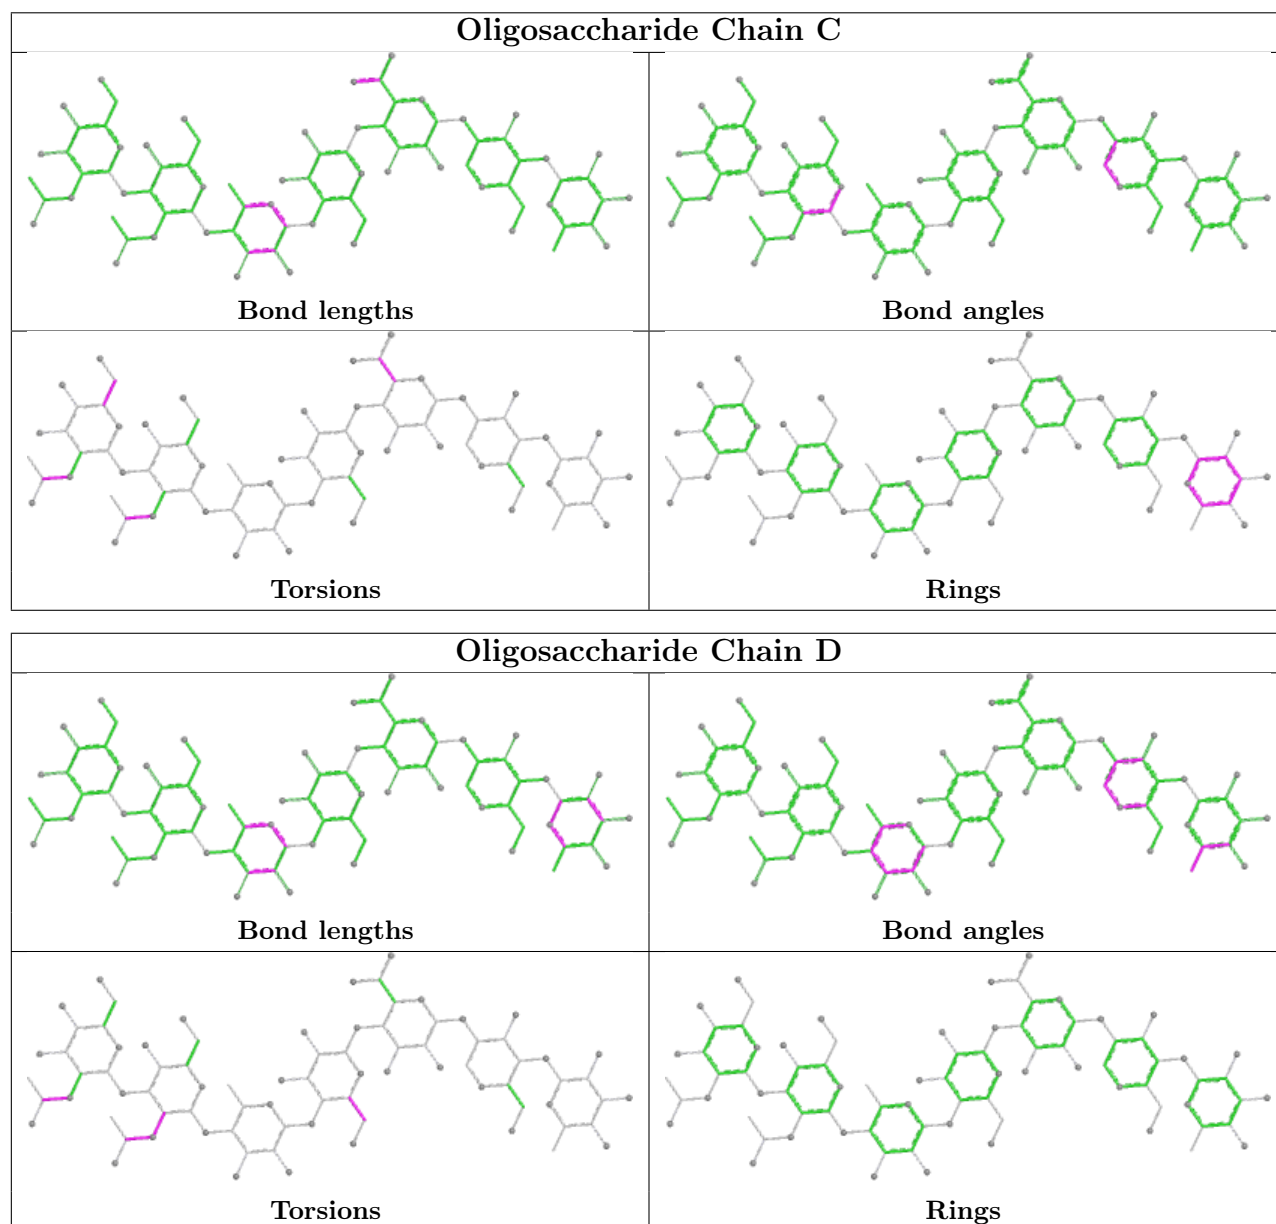 Oligosaccharide Chain C
Bond lengths
Bond angles
Torsions
Rings
Oligosaccharide Chain D
Bond lengths
Bond angles
Torsions
Rings